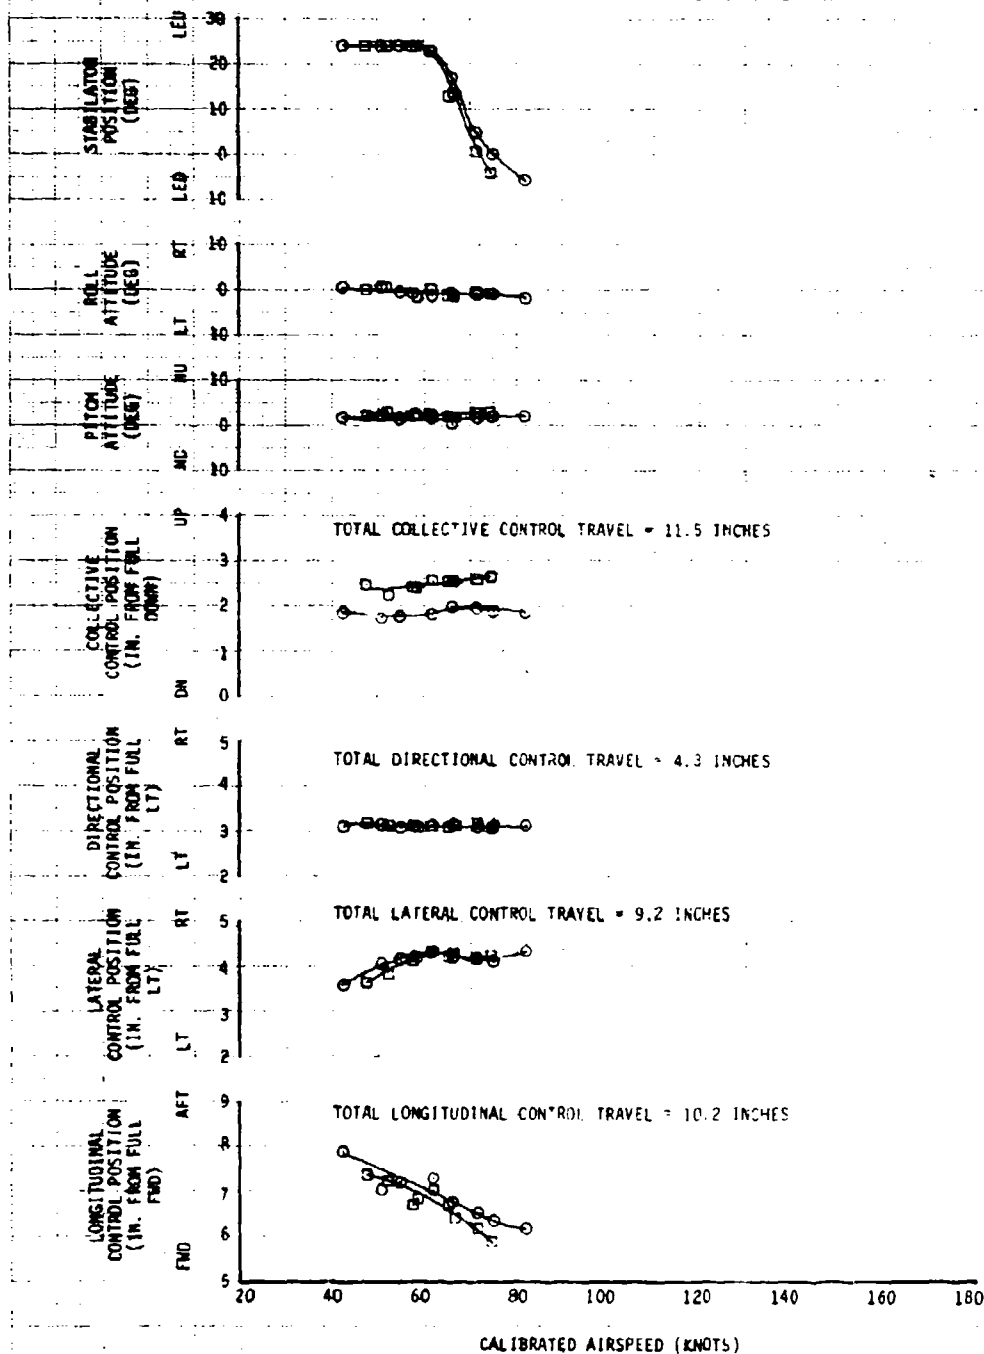 STABILATOR
POSITION
(DEG)
LEU
LED
30
20
10
0
10
ROLL
ATTITUDE
(DEG)
RT
LT
10
0
10
PITCH
ATTITUDE
(DEG)
NU
ND
10
0
10
COLLECTIVE
CONTROL POSITION
(IN. FROM FULL
DOWN)
UP
DN
4
3
2
1
0
TOTAL COLLECTIVE CONTROL TRAVEL = 11.5 INCHES
DIRECTIONAL
CONTROL POSITION
(IN. FROM FULL
LT)
RT
LT
5
4
3
2
TOTAL DIRECTIONAL CONTROL TRAVEL = 4.3 INCHES
LATERAL
CONTROL POSITION
(IN. FROM FULL
LT)
RT
LT
5
4
3
2
TOTAL LATERAL CONTROL TRAVEL = 9.2 INCHES
LONGITUDINAL
CONTROL POSITION
(IN. FROM FULL
FWD)
AFT
FWD
9
8
7
6
5
TOTAL LONGITUDINAL CONTROL TRAVEL = 10.2 INCHES
20 40 60 80 100 120 140 160 180
CALIBRATED AIRSPEED (KNOTS)